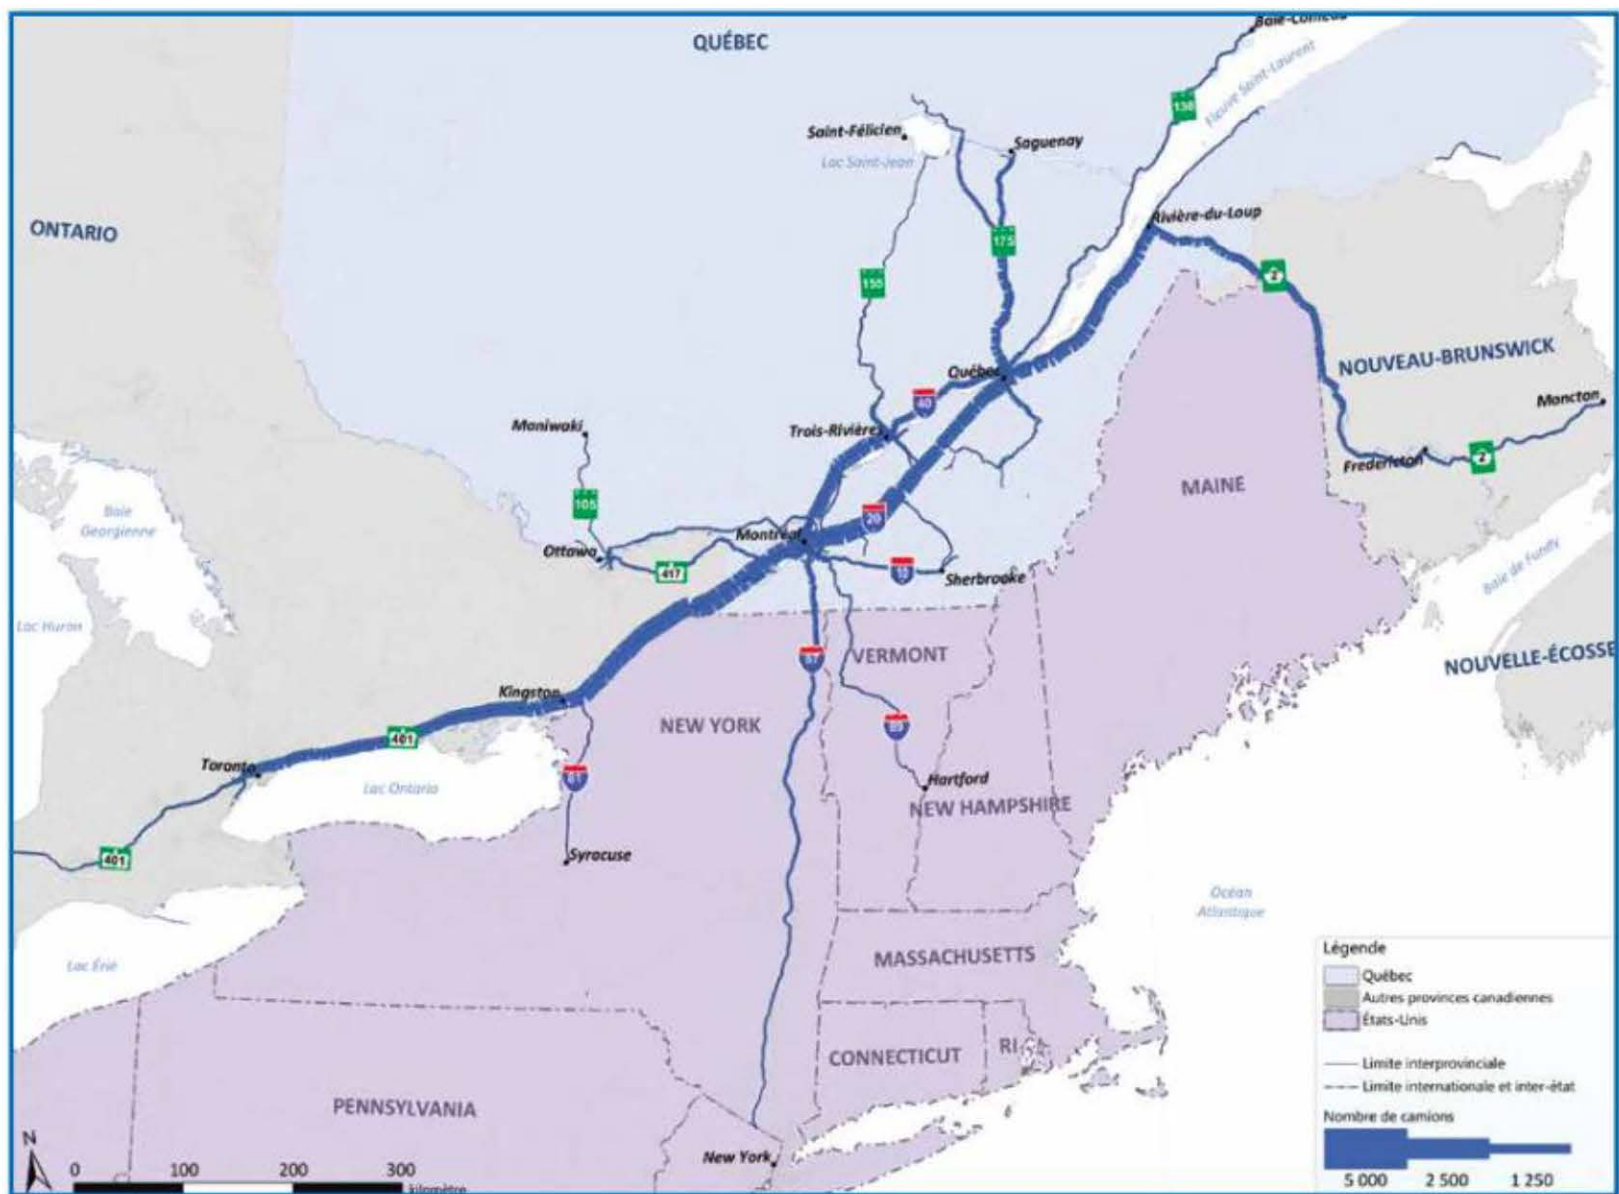 QUÉBEC
Baie-Comeau
Fleuve Saint-Laurent
138
Saint-Félicien
Lac Saint-Jean
Saguenay
ONTARIO
Rivière-du-Loup
175
155
2
NOUVEAU-BRUNSWICK
Québec
40
Moncton
Maniwaki
Trois-Rivières
Fredericton
2
MAINE
105
Baie
Georgienne
20
Montréal
Ottawa
417
10
Sherbrooke
Baie de Fundy
Lac Huron
87
VERMONT
NOUVELLE-ÉCOSSE
Kingston
NEW YORK
89
401
Toronto
81
Lac Ontario
Hartford
NEW HAMPSHIRE
401
Syracuse
Océan
Atlantique
Lac Érié
MASSACHUSETTS
CONNECTICUT
RI
PENNSYLVANIA
New York
N
0 100 200 300
kilomètre
Légende
Québec
Autres provinces canadiennes
États-Unis
Limite interprovinciale
Limite internationale et inter-état
Nombre de camions
5 000 2 500 1 250